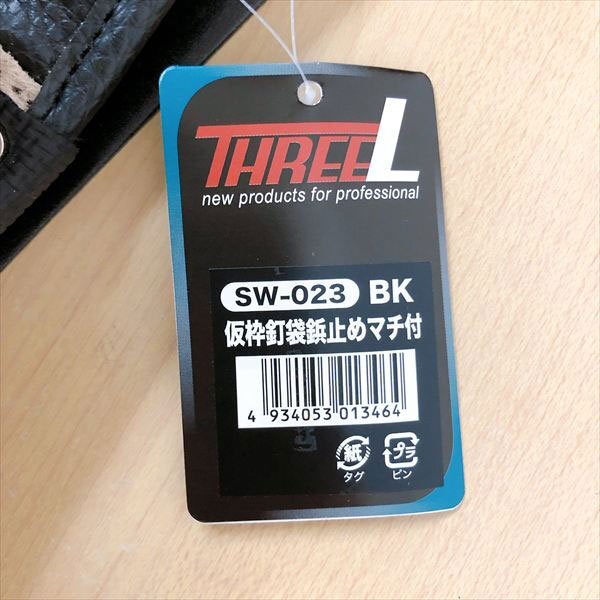 THREE L
new products for professional
SW-023 BK
仮枠釘袋鋲止めマチ付
4 934053 013464
紙 プラ
タグ ピン